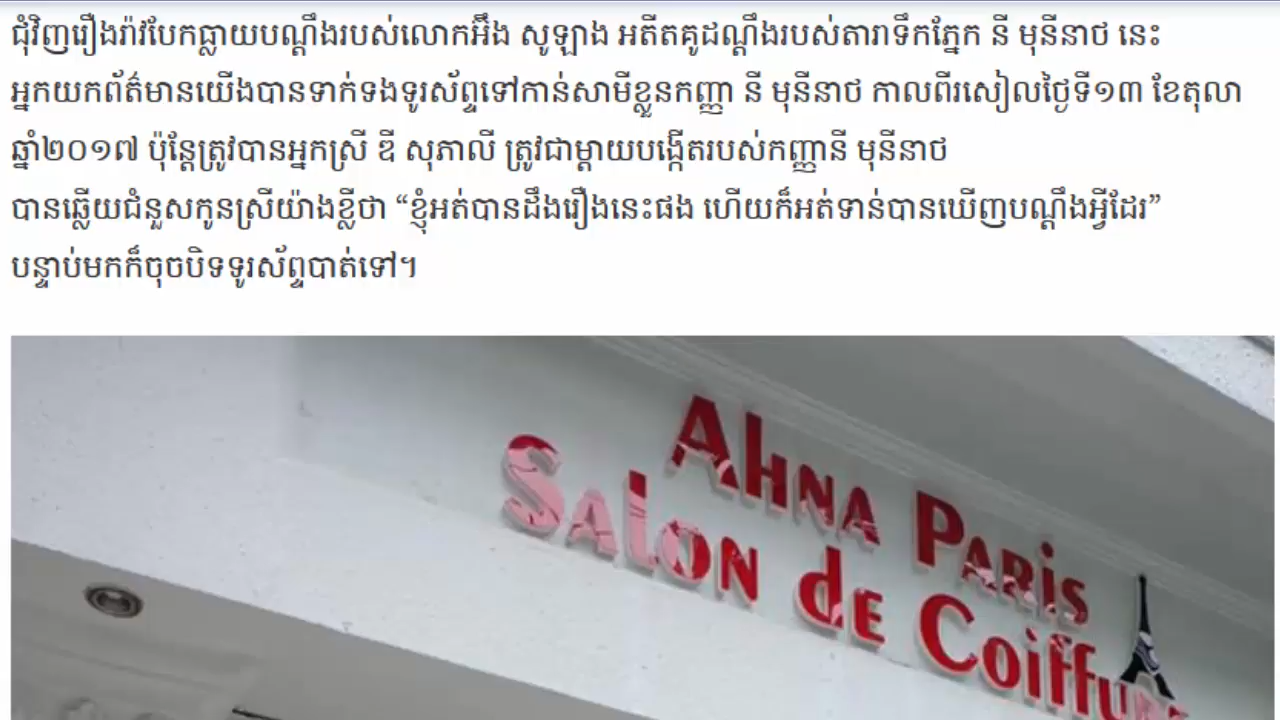 ជុំវិញរឿងរ៉ាវបែកធ្លាយបណ្ដឹងរបស់លោកអ៊ឹង សូឡាង អតីតគូដណ្ដឹងរបស់តារាទឹកភ្នែក នី មុនីនាថ នេះ
អ្នកយកព័ត៌មានយើងបានទាក់ទងទូរស័ព្ទទៅកាន់សាមីខ្លួនកញ្ញា នី មុនីនាថ កាលពីរសៀលថ្ងៃទី១៣ ខែតុលា
ឆ្នាំ២០១៧ ប៉ុន្តែត្រូវបានអ្នកស្រី ឌី សុភាលី ត្រូវជាម្ដាយបង្កើតរបស់កញ្ញានី មុនីនាថ
បានឆ្លើយជំនួសកូនស្រីយ៉ាងខ្លីថា “ខ្ញុំអត់បានដឹងរឿងនេះផង ហើយក៏អត់ទាន់បានឃើញបណ្ដឹងអ្វីដែរ”
បន្ទាប់មកក៏ចុចបិទទូរស័ព្ទបាត់ទៅ។
AHNA PARIS
SALON DE COIFFURE